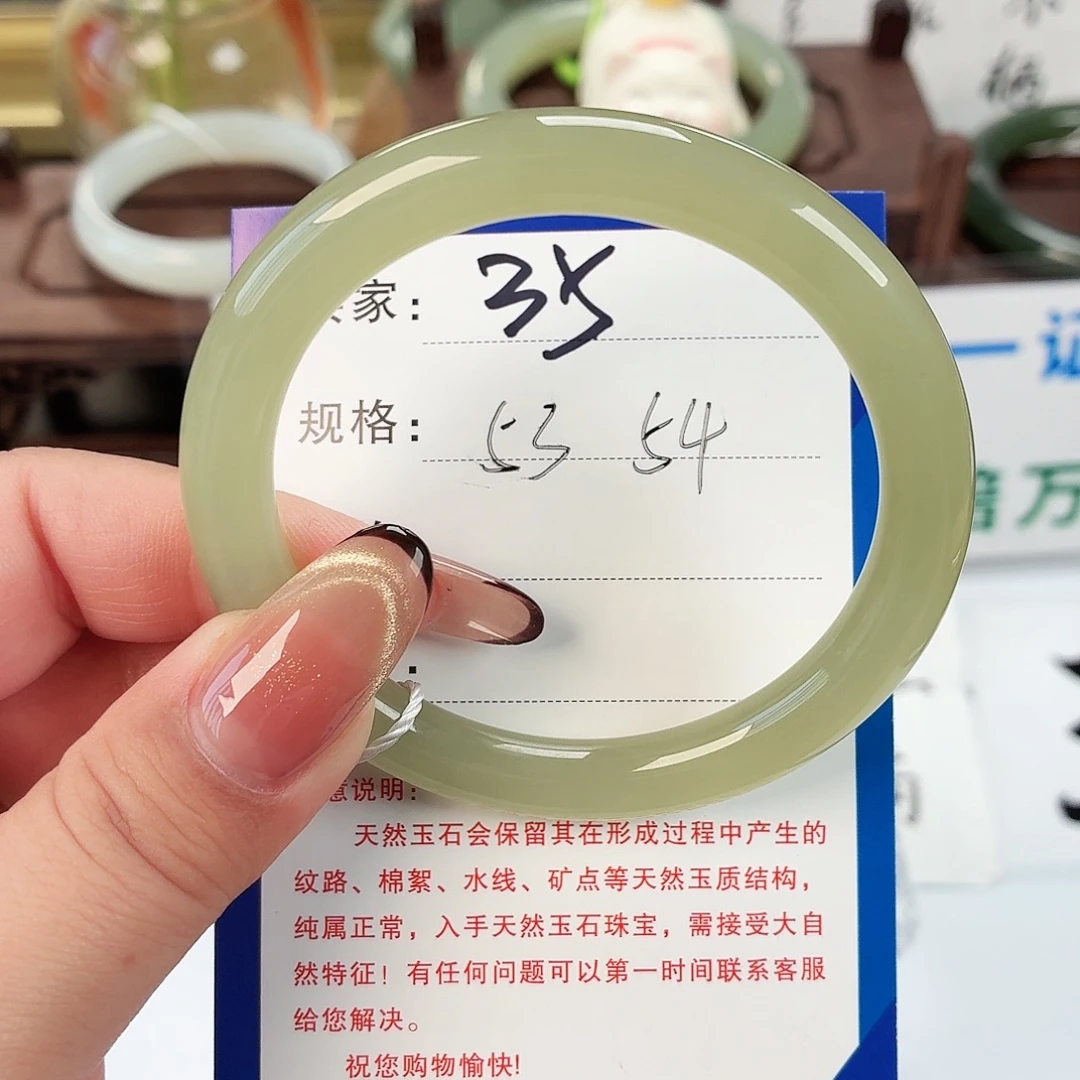 家：35
规格：53 54
意说明：
天然玉石会保留其在形成过程中产生的
纹路、棉絮、水线、矿点等天然玉质结构，
纯属正常，入手天然玉石珠宝，需接受大自
然特征！有任何问题可以第一时间联系客服
给您解决。
祝您购物愉快!
一证
万